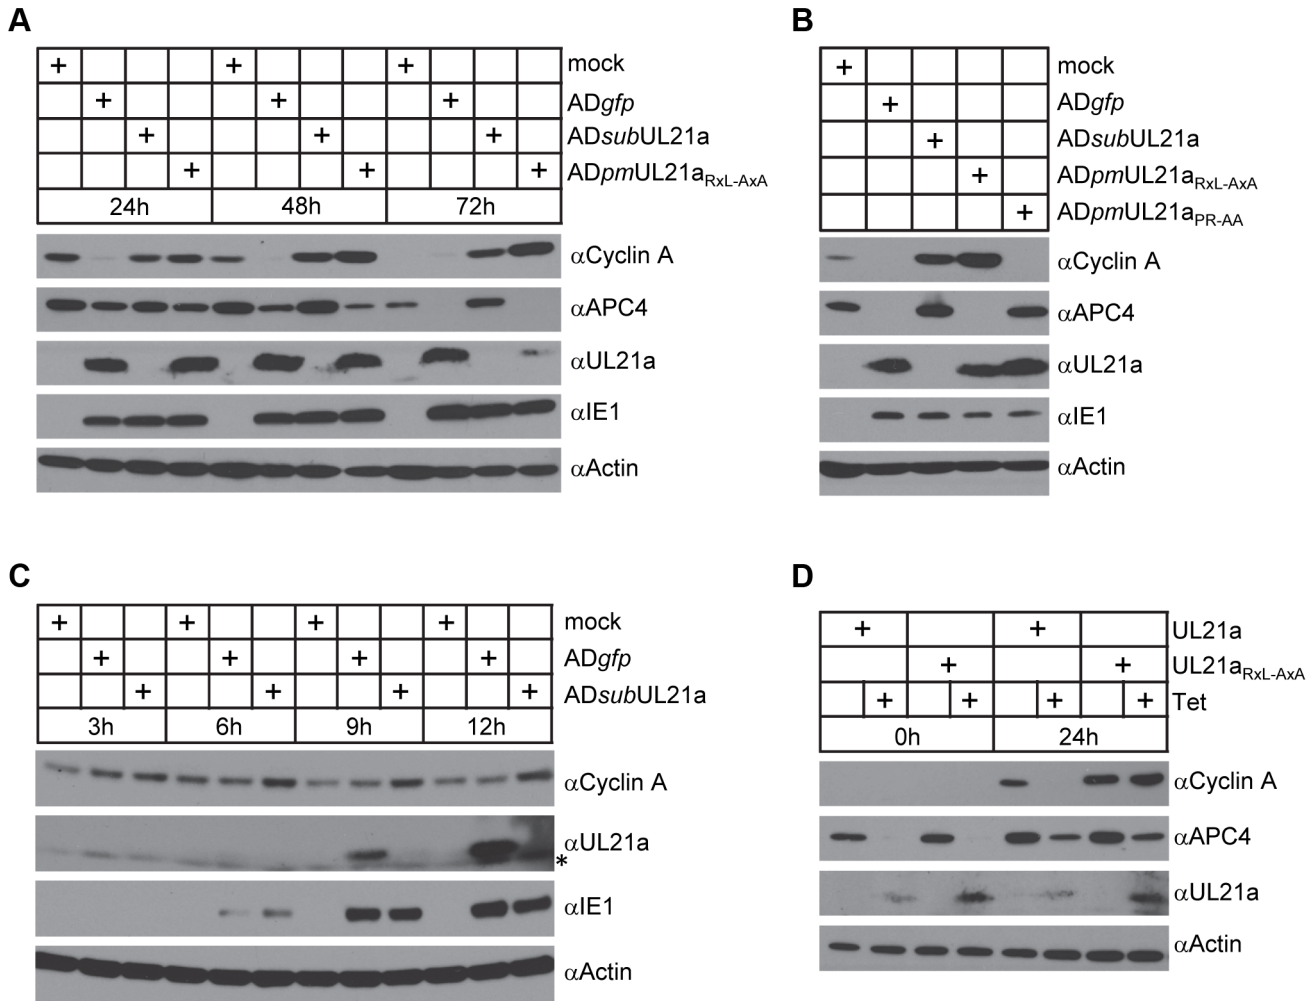 A
+ + + mock
+ + + ADgfp
+ + + ADsubUL21a
+ + + ADpmUL21aRxL-AxA
24h 48h 72h
αCyclin A
αAPC4
αUL21a
αIE1
αActin
B
+ mock
+ ADgfp
+ ADsubUL21a
+ ADpmUL21aRxL-AxA
+ ADpmUL21aPR-AA
αCyclin A
αAPC4
αUL21a
αIE1
αActin
C
+ + + + mock
+ + + + ADgfp
+ + + + ADsubUL21a
3h 6h 9h 12h
αCyclin A
αUL21a
*
αIE1
αActin
D
+ + UL21a
+ + UL21aRxL-AxA
+ + + + Tet
0h 24h
αCyclin A
αAPC4
αUL21a
αActin